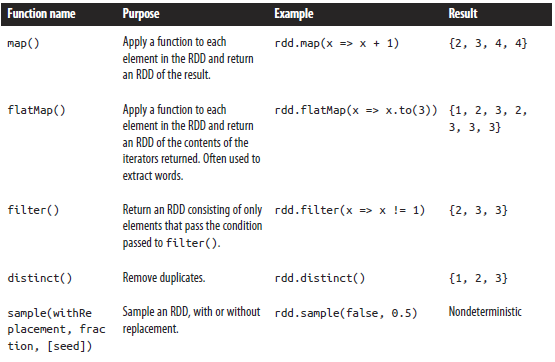 Function name Purpose Example Result
map() Apply a function to each rdd.map(x => x + 1) {2, 3, 4, 4}
element in the RDD and return
an RDD of the result.
flatMap() Apply a function to each rdd.flatMap(x => x.to(3)) {1, 2, 3, 2,
element in the RDD and return 3, 3, 3}
an RDD of the contents of the
iterators returned. Often used to
extract words.
filter() Return an RDD consisting of only rdd.filter(x => x != 1) {2, 3, 3}
elements that pass the condition
passed to filter().
distinct() Remove duplicates. rdd.distinct() {1, 2, 3}
sample(withRe Sample an RDD, with or without rdd.sample(false, 0.5) Nondeterministic
placement, frac replacement.
tion, [seed])